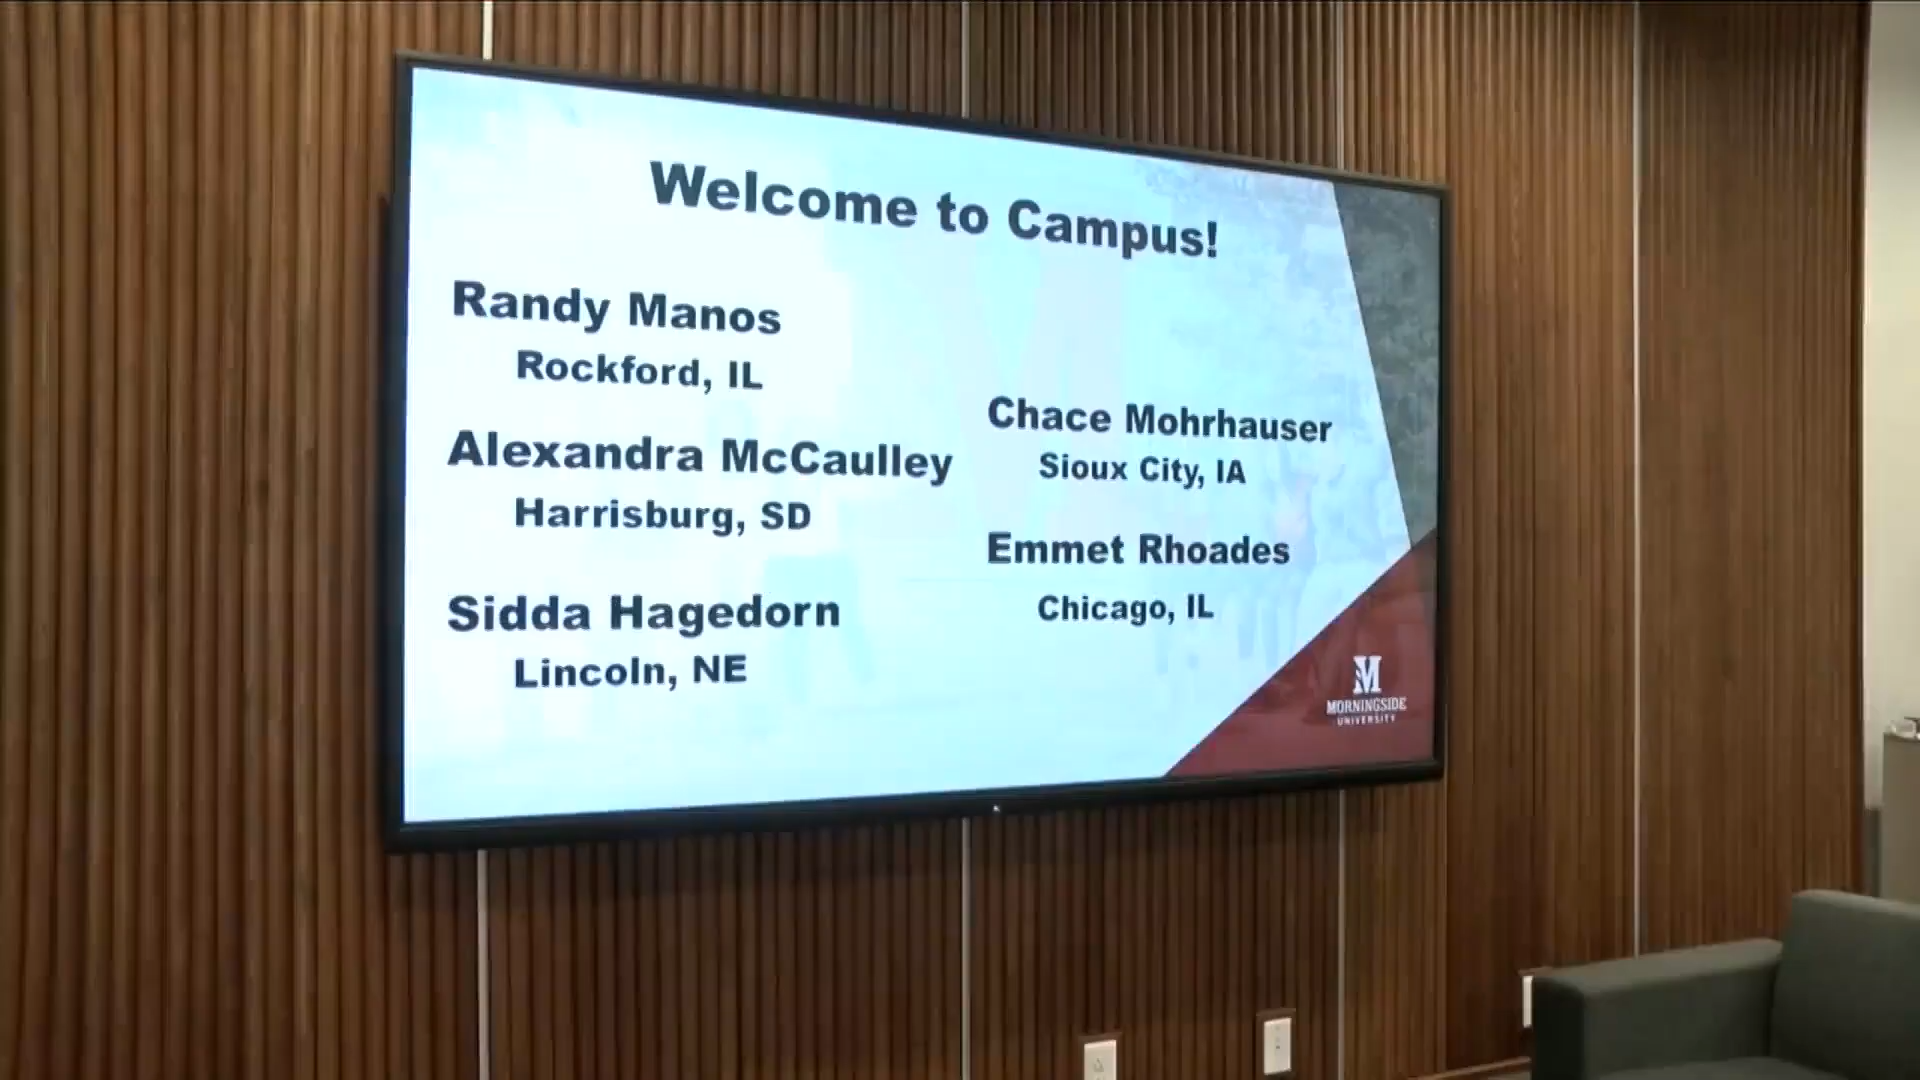 Welcome to Campus!
Randy Manos
Rockford, IL
Alexandra McCaulley
Harrisburg, SD
Sidda Hagedorn
Lincoln, NE
Chace Mohrhauser
Sioux City, IA
Emmet Rhoades
Chicago, IL
M
MORNINGSIDE
UNIVERSITY